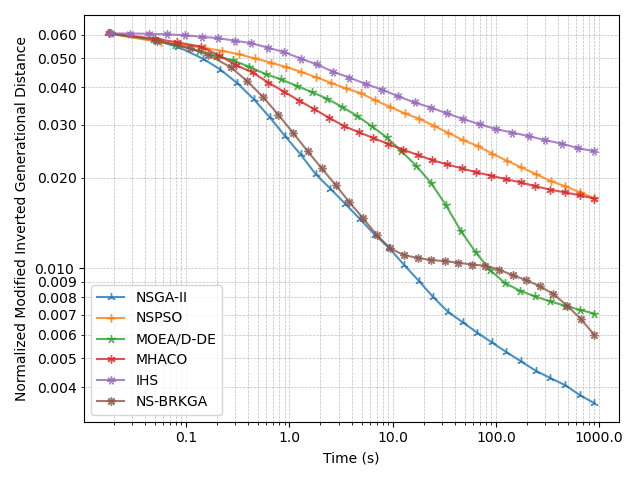 Normalized Modified Inverted Generational Distance
0.060
0.050
0.040
0.030
0.020
0.010
0.009
0.008
0.007
0.006
0.005
0.004
NSGA-II
NSPSO
MOEA/D-DE
MHACO
IHS
NS-BRKGA
0.1 1.0 10.0 100.0 1000.0
Time (s)